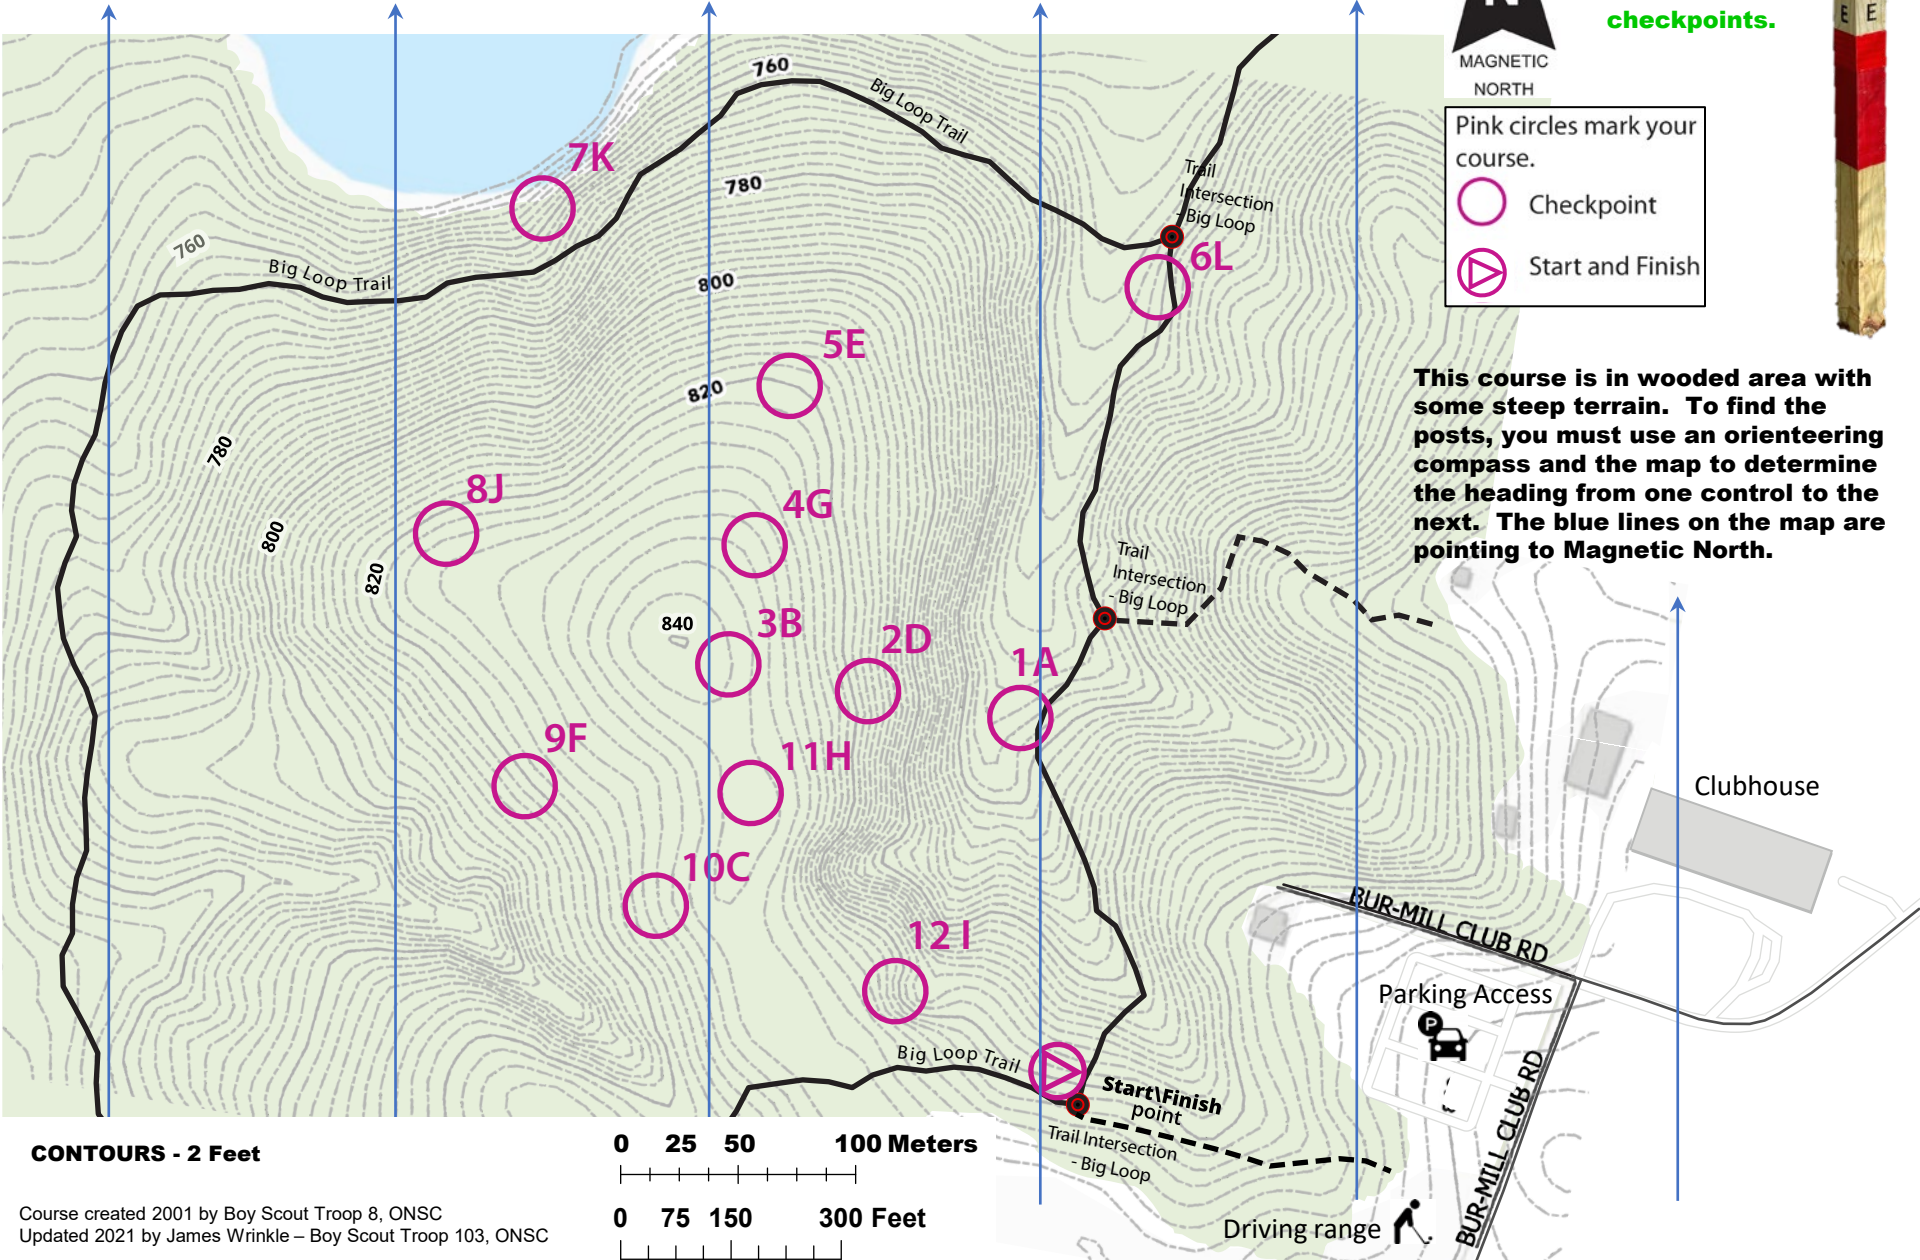 N
MAGNETIC
NORTH
checkpoints.
E E
Pink circles mark your
course.
Checkpoint
Start and Finish
This course is in wooded area with
some steep terrain. To find the
posts, you must use an orienteering
compass and the map to determine
the heading from one control to the
next. The blue lines on the map are
pointing to Magnetic North.
760
Big Loop Trail
7K
780
Trail
Intersection
- Big Loop
760
Big Loop Trail
6L
800
5E
820
780
8J
4G
800
820
Trail
Intersection
- Big Loop
840
3B
2D
1A
9F
11H
Clubhouse
10C
BUR-MILL CLUB RD
12 I
Parking Access
P
Big Loop Trail
Start\Finish
point
BUR-MILL CLUB RD
Trail Intersection
- Big Loop
Driving range
CONTOURS - 2 Feet
0 25 50 100 Meters
0 75 150 300 Feet
Course created 2001 by Boy Scout Troop 8, ONSC
Updated 2021 by James Wrinkle – Boy Scout Troop 103, ONSC